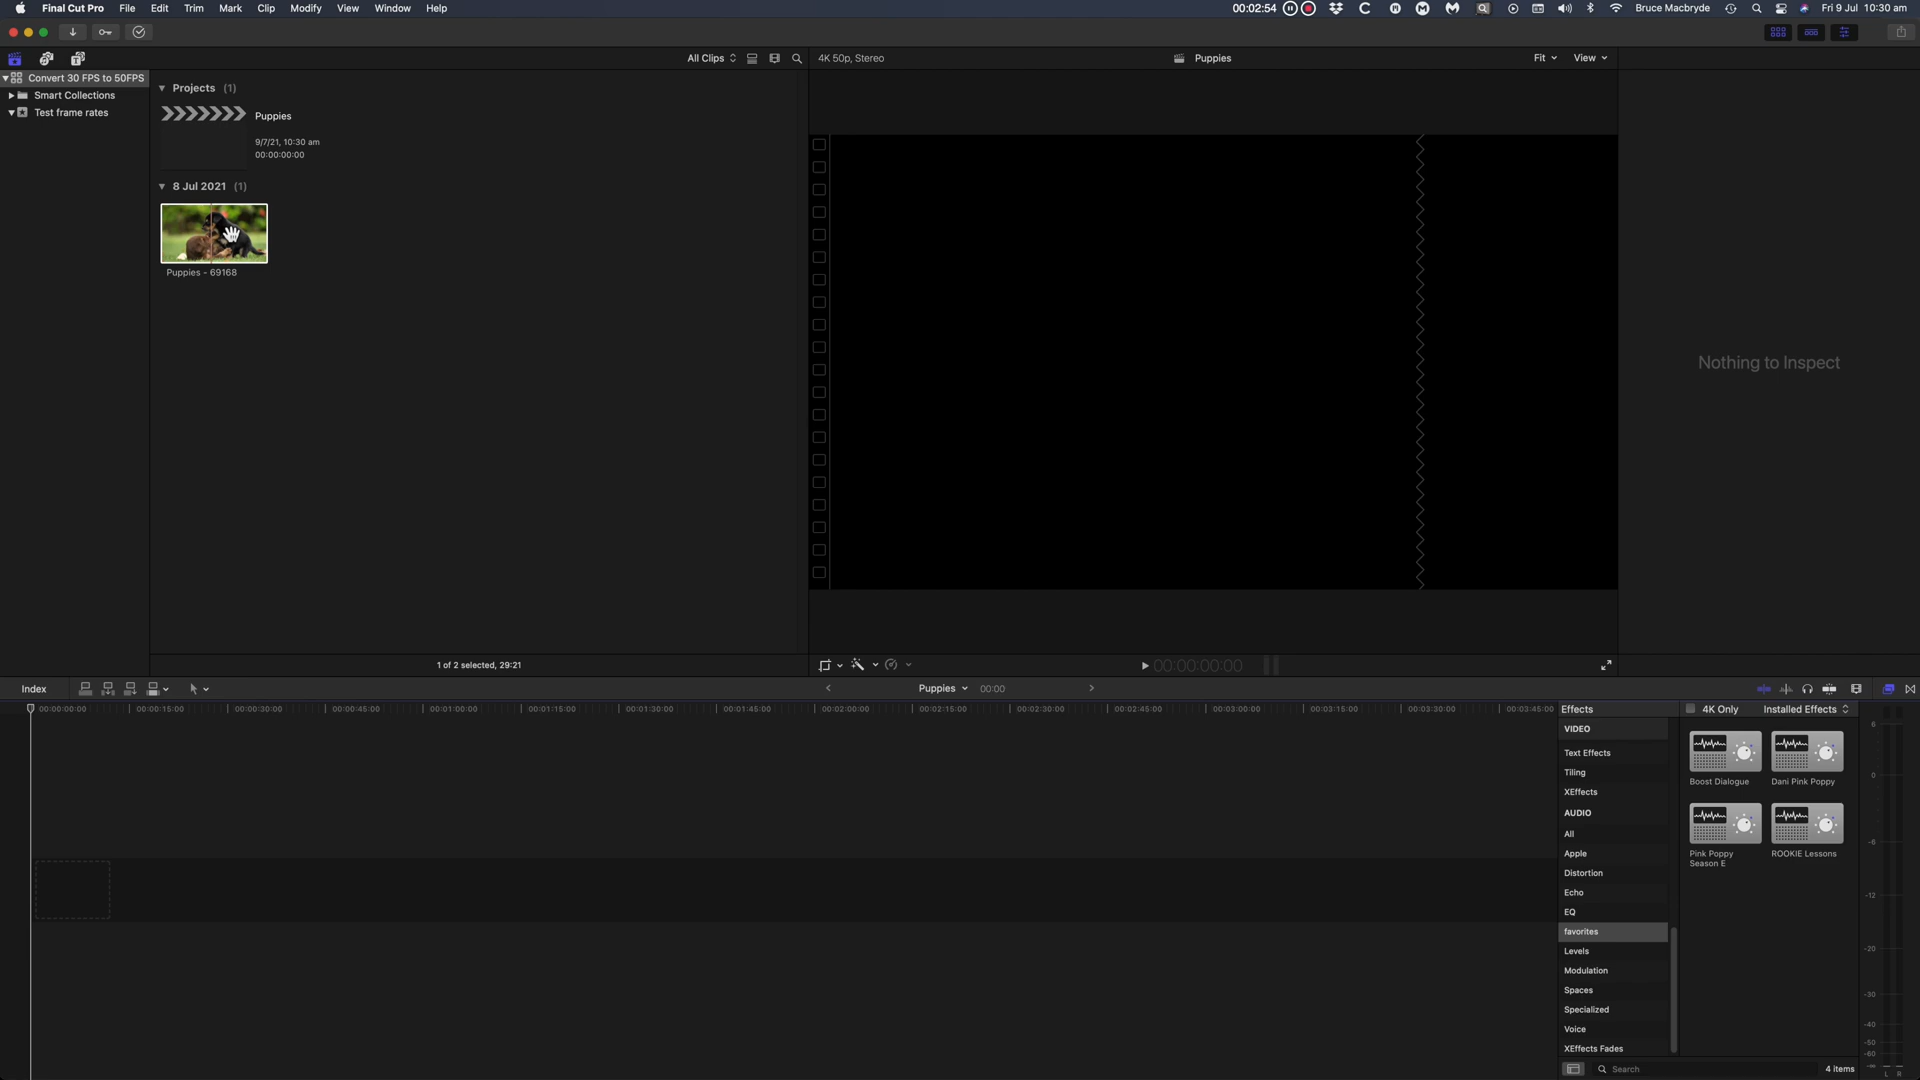 Final Cut Pro File Edit Trim Mark Clip Modify View Window Help 00:02:54 Bruce Macbryde Fri 9 Jul 10:30 am
All Clips 4K 50p, Stereo Puppies Fit View
Convert 30 FPS to 50FPS
Smart Collections
Test frame rates
Projects (1)
Puppies
9/7/21, 10:30 am
00:00:00:00
8 Jul 2021 (1)
Puppies - 69168
Nothing to Inspect
1 of 2 selected, 29:21
00:00:00:00
Index Puppies 00:00
00:00:00:00 00:00:15:00 00:00:30:00 00:00:45:00 00:01:00:00 00:01:15:00 00:01:30:00 00:01:45:00 00:02:00:00 00:02:15:00 00:02:30:00 00:02:45:00 00:03:00:00 00:03:15:00 00:03:30:00 00:03:45:00
Effects 4K Only Installed Effects
VIDEO
Text Effects
Tiling
XEffects
AUDIO
All
Apple
Distortion
Echo
EQ
favorites
Levels
Modulation
Spaces
Specialized
Voice
XEffects Fades
Boost Dialogue Dani Pink Poppy
Pink Poppy Season E ROOKIE Lessons
Search 4 items
6
0
-6
-12
-20
-30
-40
-50
-60
-∞
L R